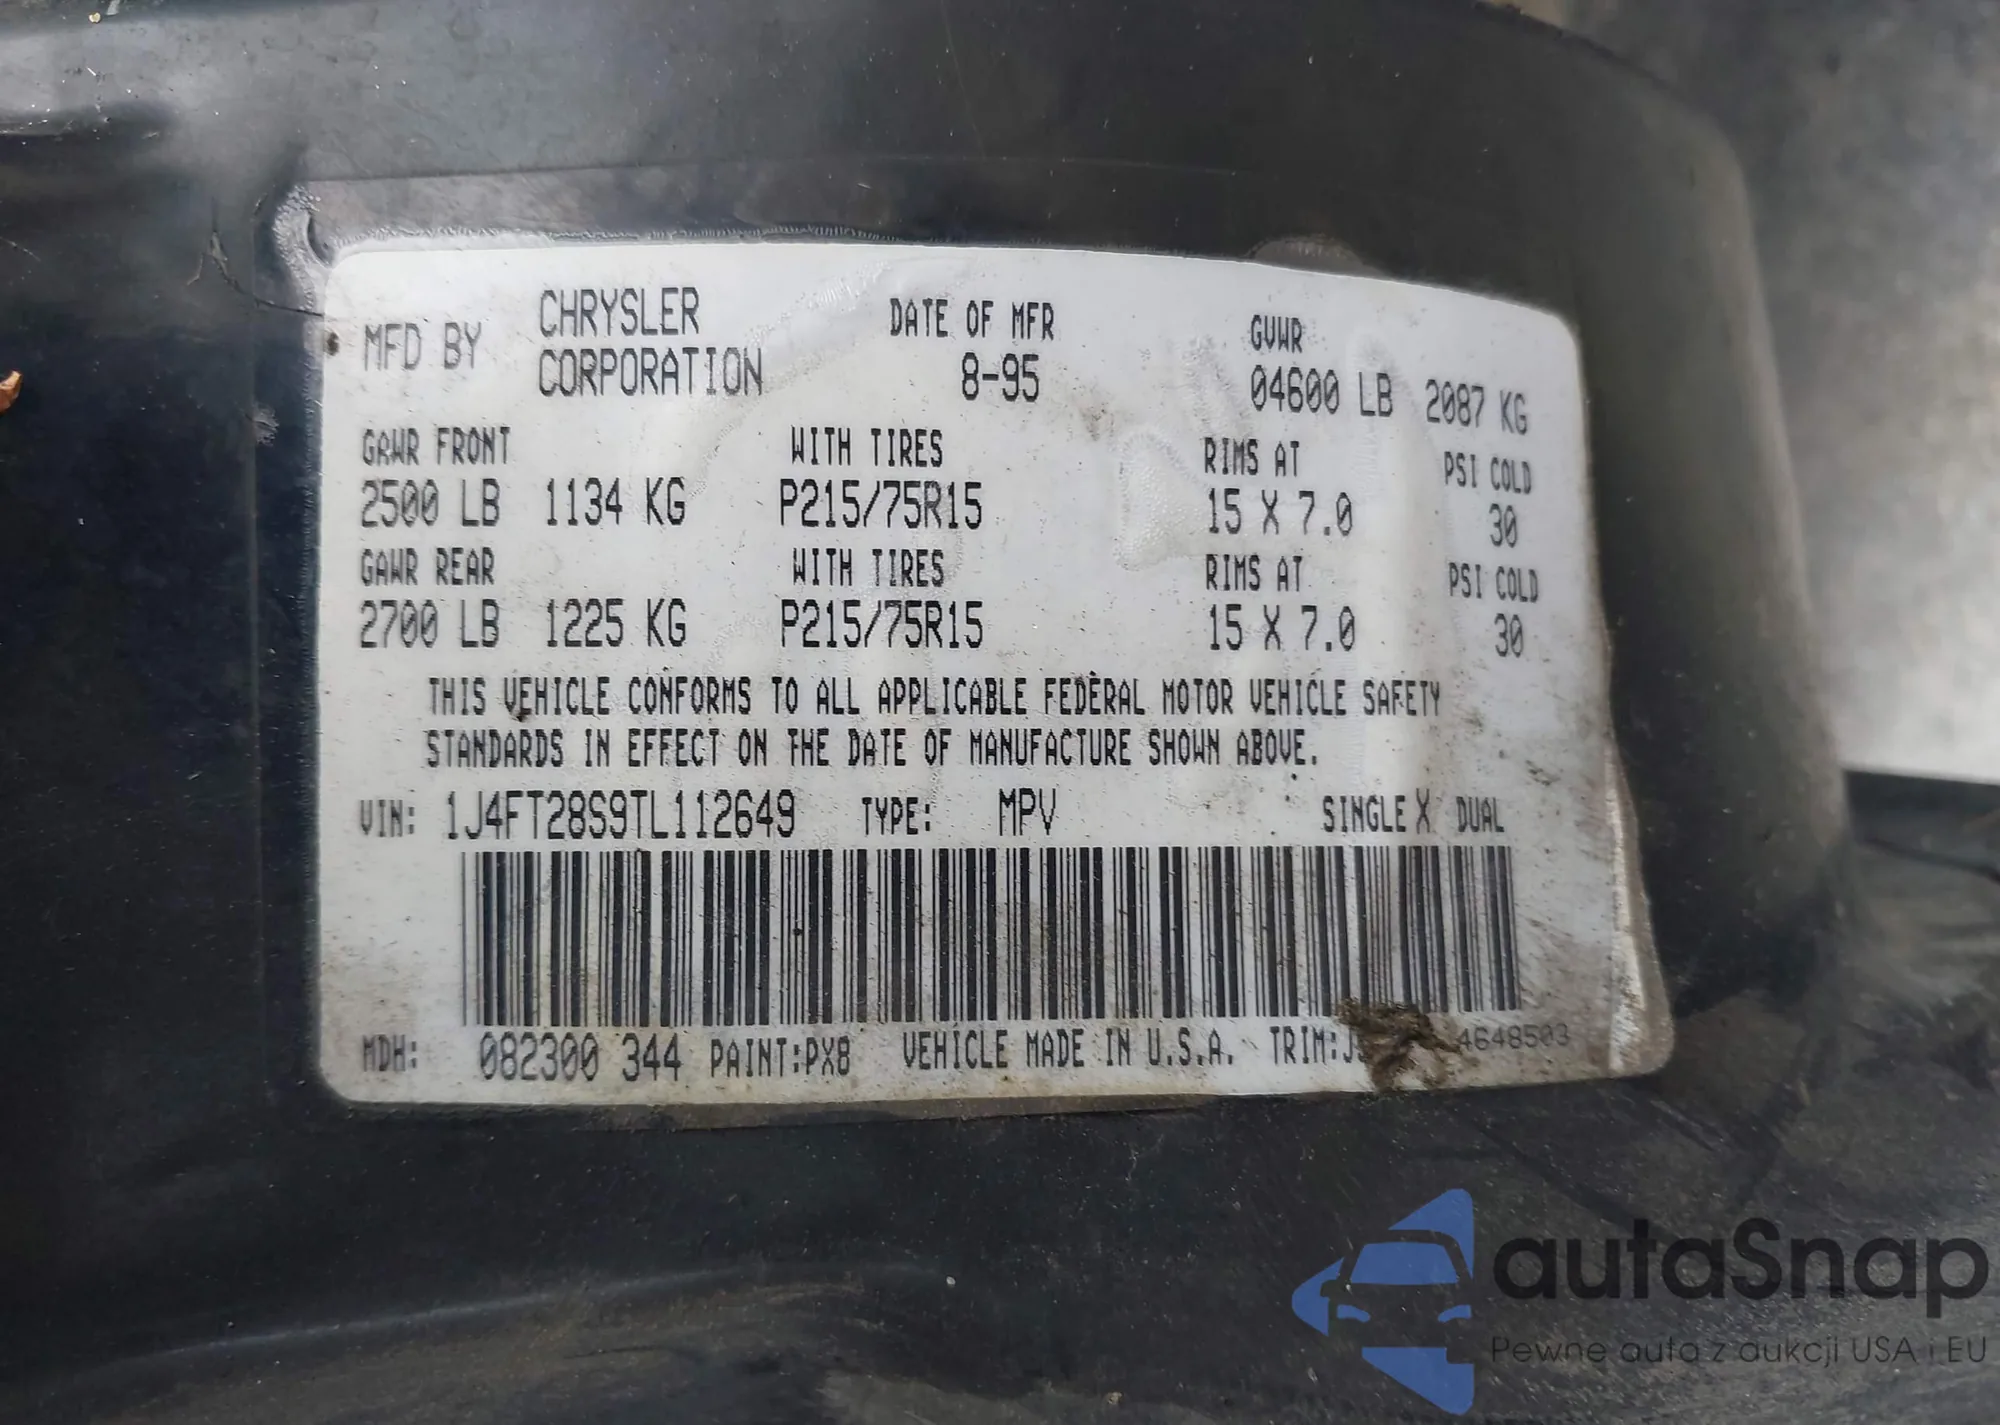 MFD BY CHRYSLER CORPORATION DATE OF MFR 8-95 GVWR 04600 LB 2087 KG
GAWR FRONT WITH TIRES RIMS AT PSI COLD
2500 LB 1134 KG P215/75R15 15 X 7.0 30
GAWR REAR WITH TIRES RIMS AT PSI COLD
2700 LB 1225 KG P215/75R15 15 X 7.0 30
THIS VEHICLE CONFORMS TO ALL APPLICABLE FEDERAL MOTOR VEHICLE SAFETY
STANDARDS IN EFFECT ON THE DATE OF MANUFACTURE SHOWN ABOVE.
VIN: 1J4FT28S9TL112649 TYPE: MPV SINGLE X DUAL
MDH: 082300 344 PAINT:PX8 VEHICLE MADE IN U.S.A. TRIM: 4648503
autaSnap
Pewne auta z aukcji USA i EU